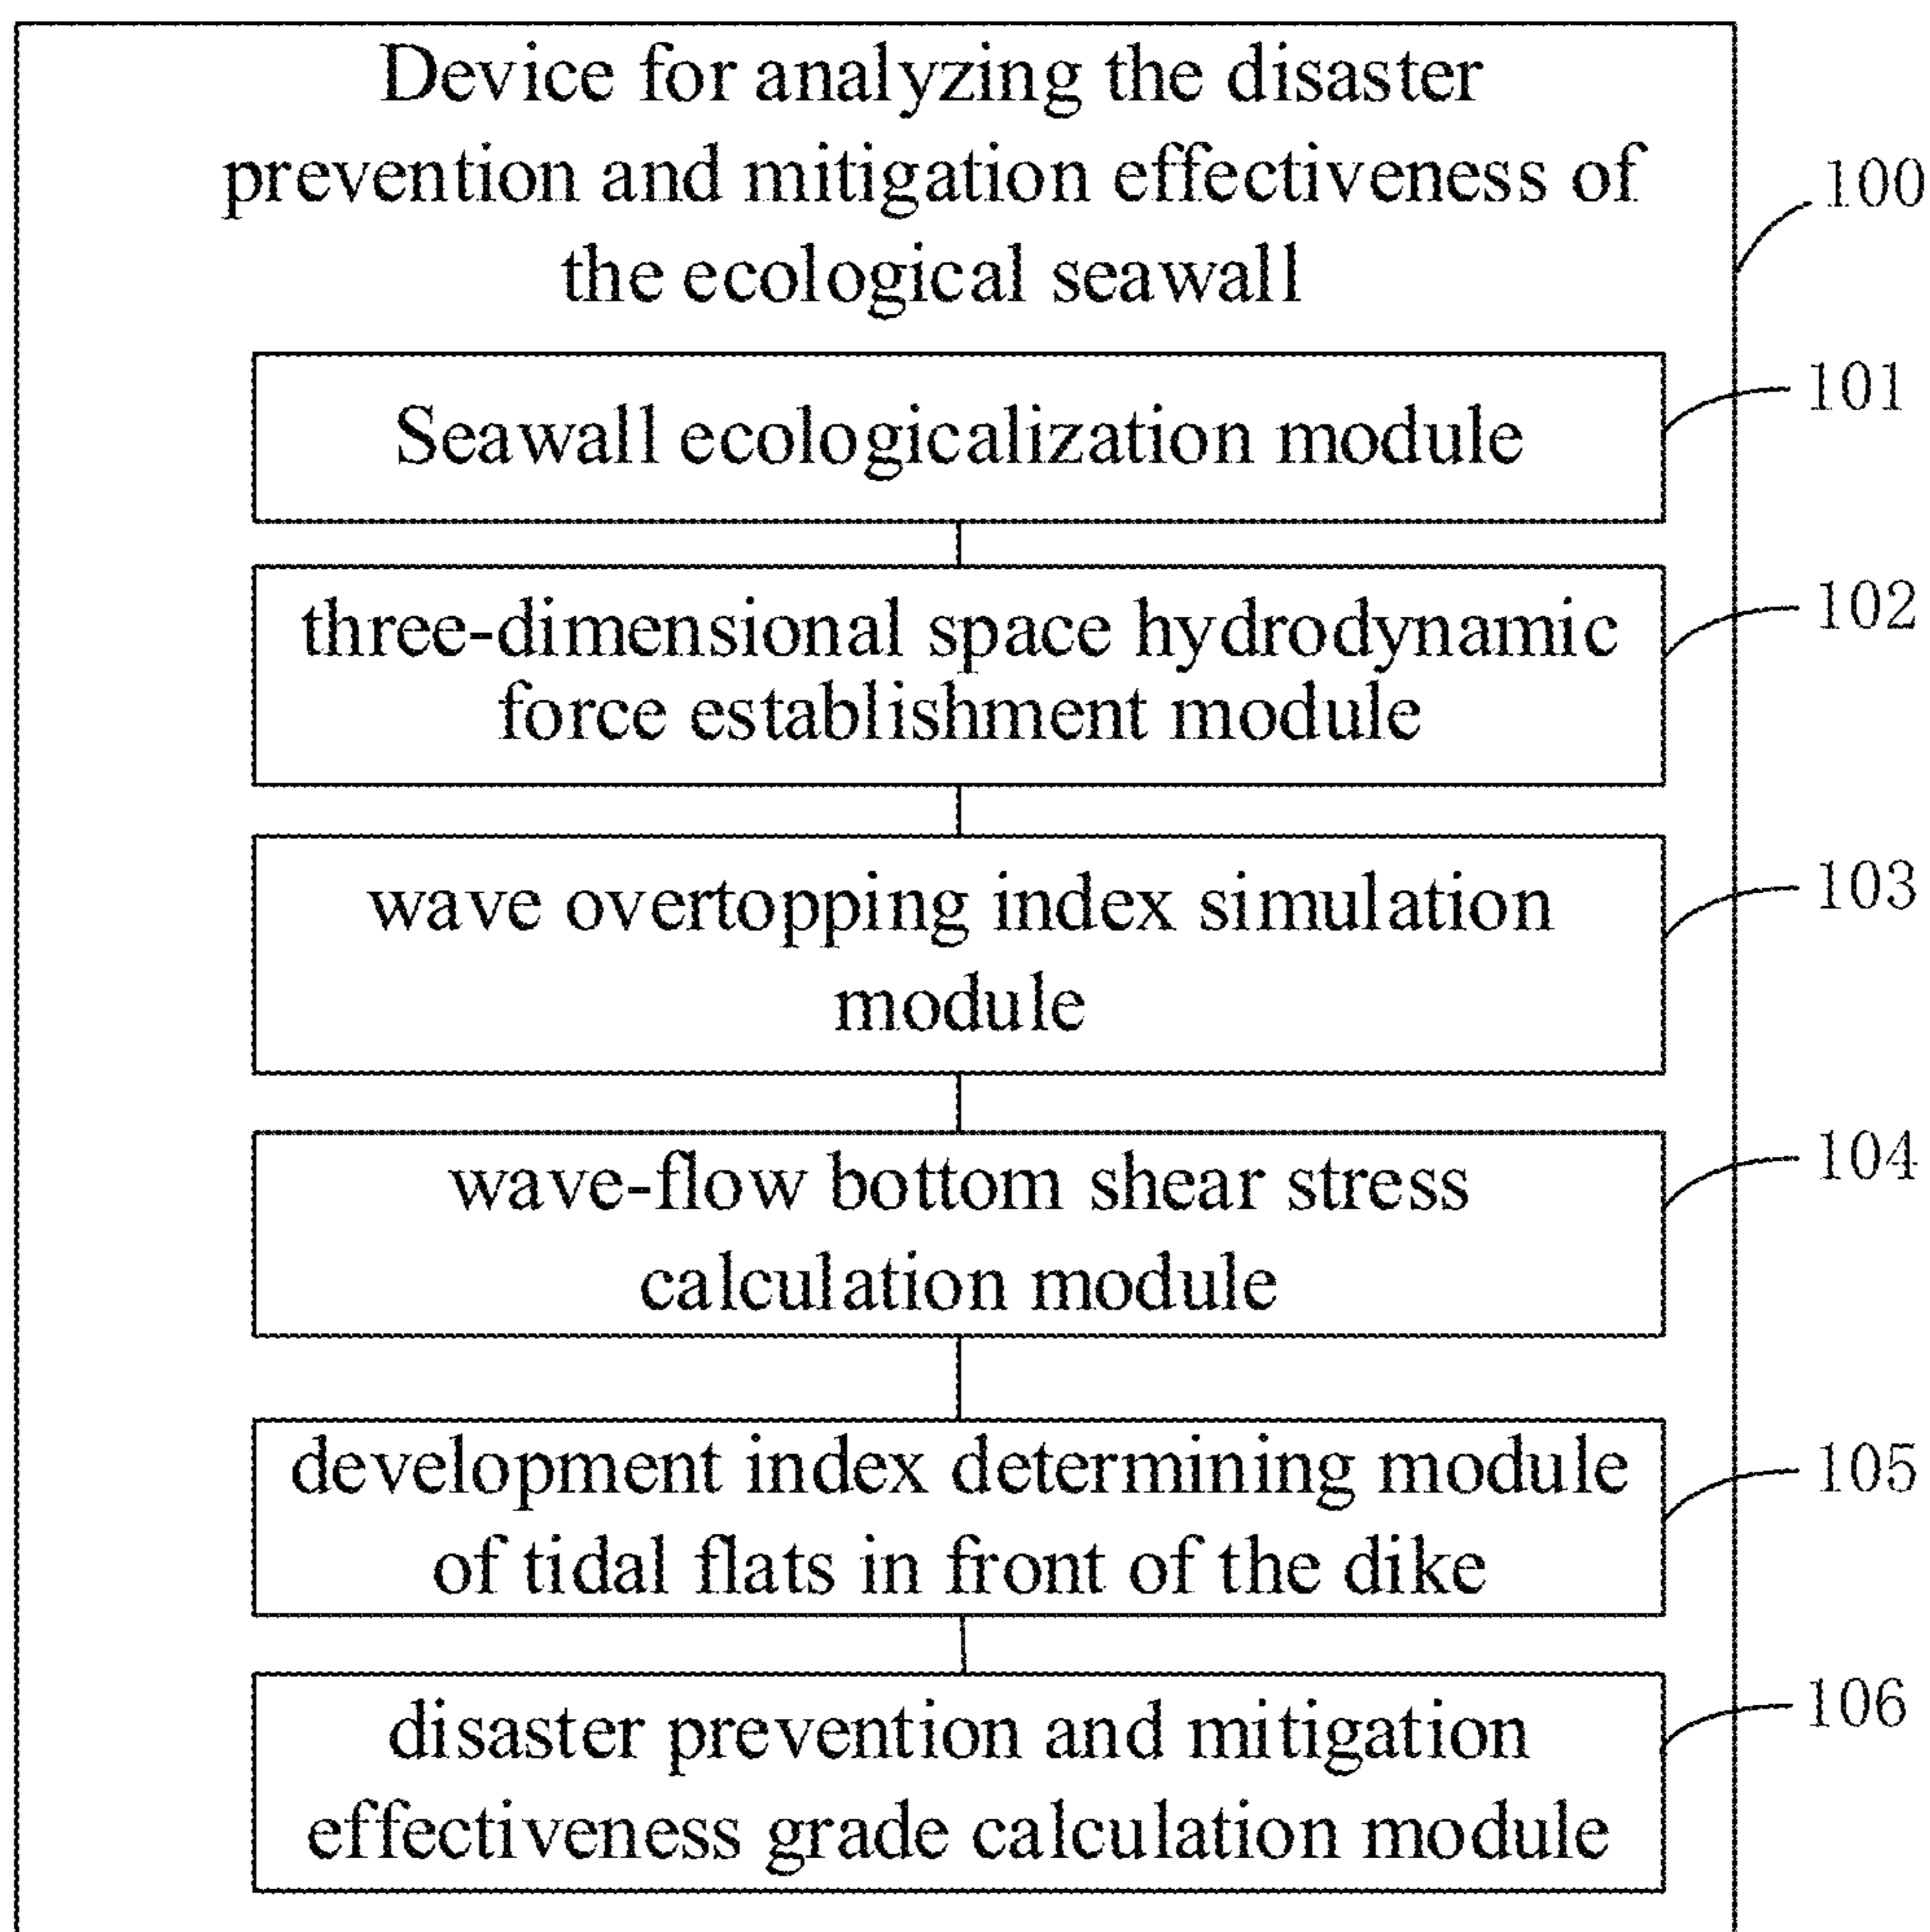 Device for analyzing the disaster
prevention and mitigation effectiveness of
the ecological seawall
100
Seawall ecologicalization module
101
three-dimensional space hydrodynamic
force establishment module
102
wave overtopping index simulation
module
103
wave-flow bottom shear stress
calculation module
104
development index determining module
of tidal flats in front of the dike
105
disaster prevention and mitigation
effectiveness grade calculation module
106